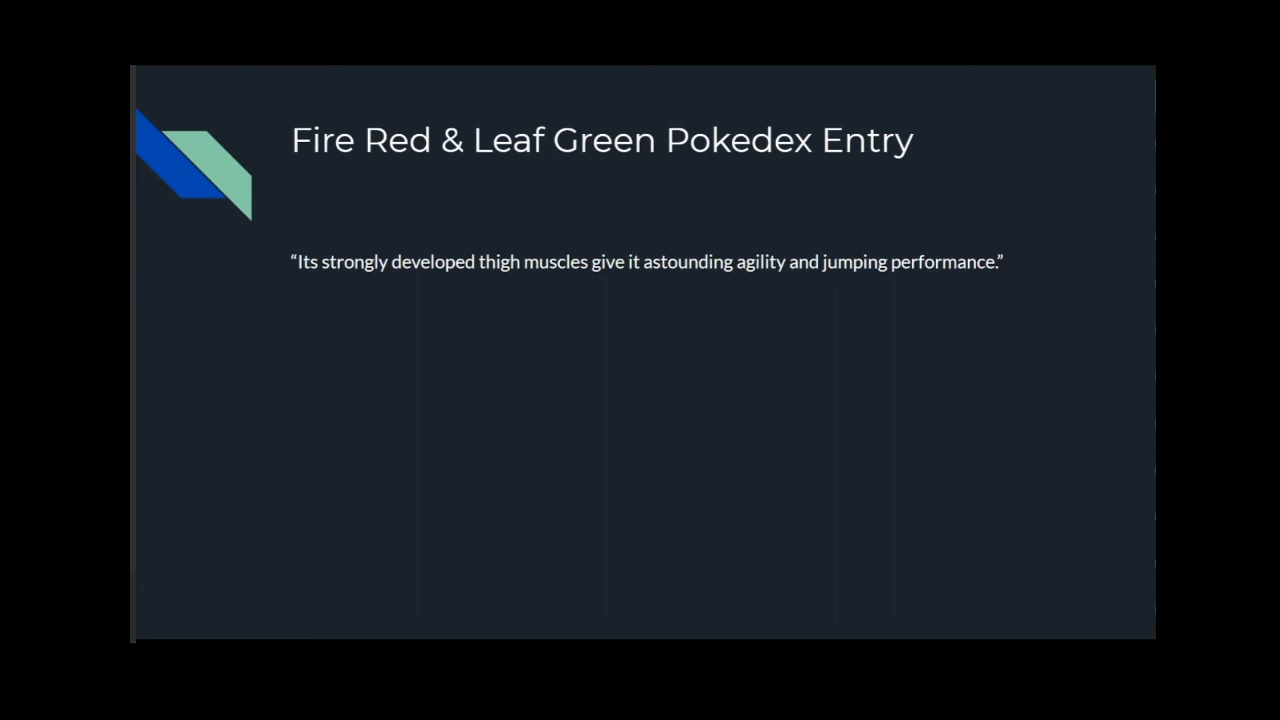 Fire Red & Leaf Green Pokedex Entry
“Its strongly developed thigh muscles give it astounding agility and jumping performance.”